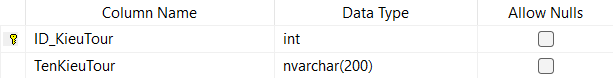 Column Name Data Type Allow Nulls
ID_KieuTour int
TenKieuTour nvarchar(200)